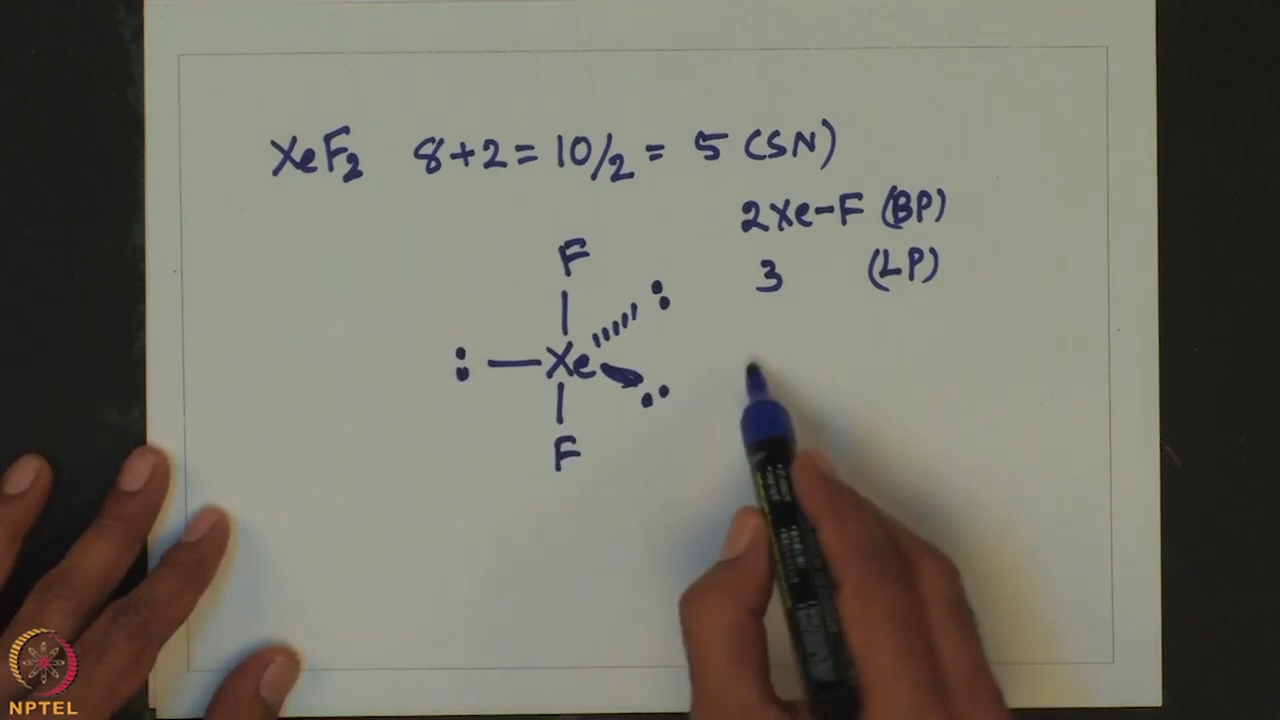 XeF2 8+2 = 10/2 = 5 (SN)
2Xe-F (BP)
3 (LP)
F
: — Xe :
:
F
NPTEL